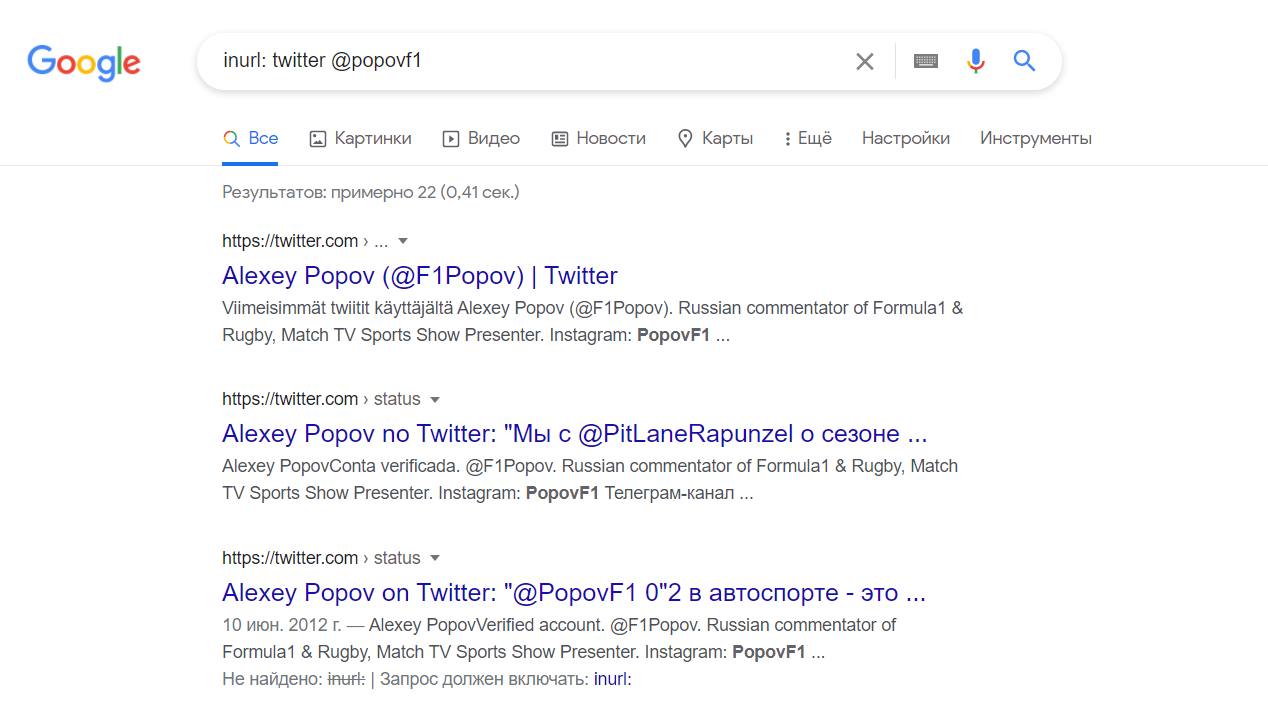 Google
inurl: twitter @popovf1
Все Картинки Видео Новости Карты Ещё Настройки Инструменты
Результатов: примерно 22 (0,41 сек.)
https://twitter.com › ...
Alexey Popov (@F1Popov) | Twitter
Viimeisimmät twiitit käyttäjältä Alexey Popov (@F1Popov). Russian commentator of Formula1 &
Rugby, Match TV Sports Show Presenter. Instagram: PopovF1 ...
https://twitter.com › status
Alexey Popov no Twitter: "Мы с @PitLaneRapunzel о сезоне ...
Alexey PopovConta verificada. @F1Popov. Russian commentator of Formula1 & Rugby, Match
TV Sports Show Presenter. Instagram: PopovF1 Телеграм-канал ...
https://twitter.com › status
Alexey Popov on Twitter: "@PopovF1 0"2 в автоспорте - это ...
10 июн. 2012 г. — Alexey PopovVerified account. @F1Popov. Russian commentator of
Formula1 & Rugby, Match TV Sports Show Presenter. Instagram: PopovF1 ...
Не найдено: inurl: | Запрос должен включать: inurl: